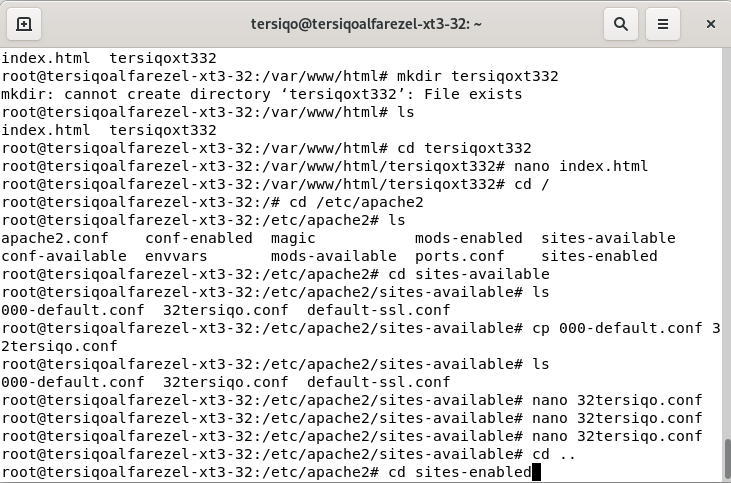 tersiqo@tersiqoalfarezel-xt3-32: ~
index.html  tersiqoxt332
root@tersiqoalfarezel-xt3-32:/var/www/html# mkdir tersiqoxt332
mkdir: cannot create directory ‘tersiqoxt332’: File exists
root@tersiqoalfarezel-xt3-32:/var/www/html# ls
index.html  tersiqoxt332
root@tersiqoalfarezel-xt3-32:/var/www/html# cd tersiqoxt332
root@tersiqoalfarezel-xt3-32:/var/www/html/tersiqoxt332# nano index.html
root@tersiqoalfarezel-xt3-32:/var/www/html/tersiqoxt332# cd /
root@tersiqoalfarezel-xt3-32:/# cd /etc/apache2
root@tersiqoalfarezel-xt3-32:/etc/apache2# ls
apache2.conf    conf-enabled  magic           mods-enabled  sites-available
conf-available  envvars       mods-available  ports.conf    sites-enabled
root@tersiqoalfarezel-xt3-32:/etc/apache2# cd sites-available
root@tersiqoalfarezel-xt3-32:/etc/apache2/sites-available# ls
000-default.conf  32tersiqo.conf  default-ssl.conf
root@tersiqoalfarezel-xt3-32:/etc/apache2/sites-available# cp 000-default.conf 3
2tersiqo.conf
root@tersiqoalfarezel-xt3-32:/etc/apache2/sites-available# ls
000-default.conf  32tersiqo.conf  default-ssl.conf
root@tersiqoalfarezel-xt3-32:/etc/apache2/sites-available# nano 32tersiqo.conf
root@tersiqoalfarezel-xt3-32:/etc/apache2/sites-available# nano 32tersiqo.conf
root@tersiqoalfarezel-xt3-32:/etc/apache2/sites-available# nano 32tersiqo.conf
root@tersiqoalfarezel-xt3-32:/etc/apache2/sites-available# cd ..
root@tersiqoalfarezel-xt3-32:/etc/apache2# cd sites-enabled